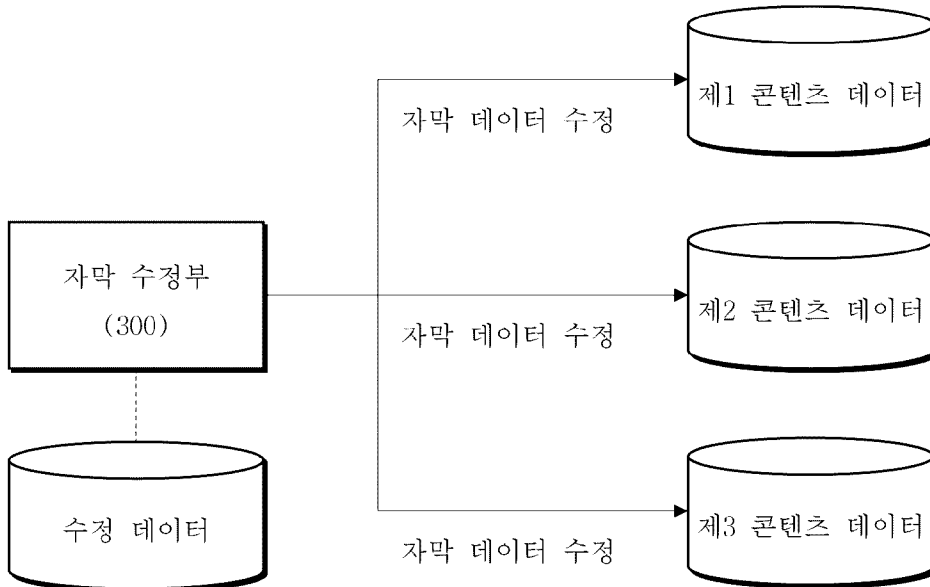 제1 콘텐츠 데이터
자막 데이터 수정
자막 수정부
(300)
제2 콘텐츠 데이터
자막 데이터 수정
수정 데이터
제3 콘텐츠 데이터
자막 데이터 수정